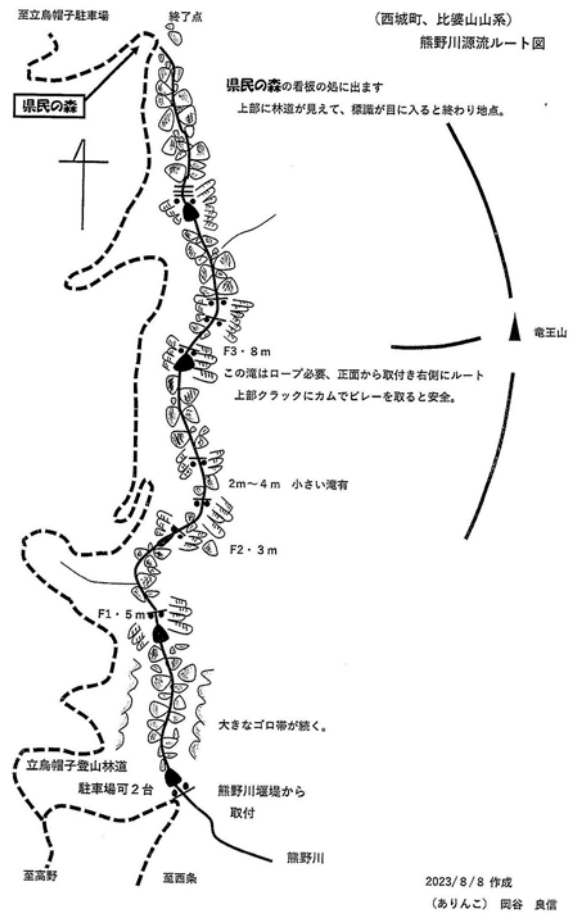 至立烏帽子駐車場
終了点
(西城町、比婆山山系)
熊野川源流ルート図
県民の森
県民の森の看板の処に出ます
上部に林道が見えて、標識が目に入ると終わり地点。
竜王山
F3・8m
この滝はロープ必要、正面から取付き右側にルート
上部クラックにカムでビレーを取ると安全。
2m~4m 小さい滝有
F2・3m
F1・5m
大きなゴロ帯が続く。
立烏帽子登山林道
駐車場可2台
熊野川堰堤から
取付
熊野川
至高野
至西条
2023/8/8 作成
(ありんこ) 岡谷 良信